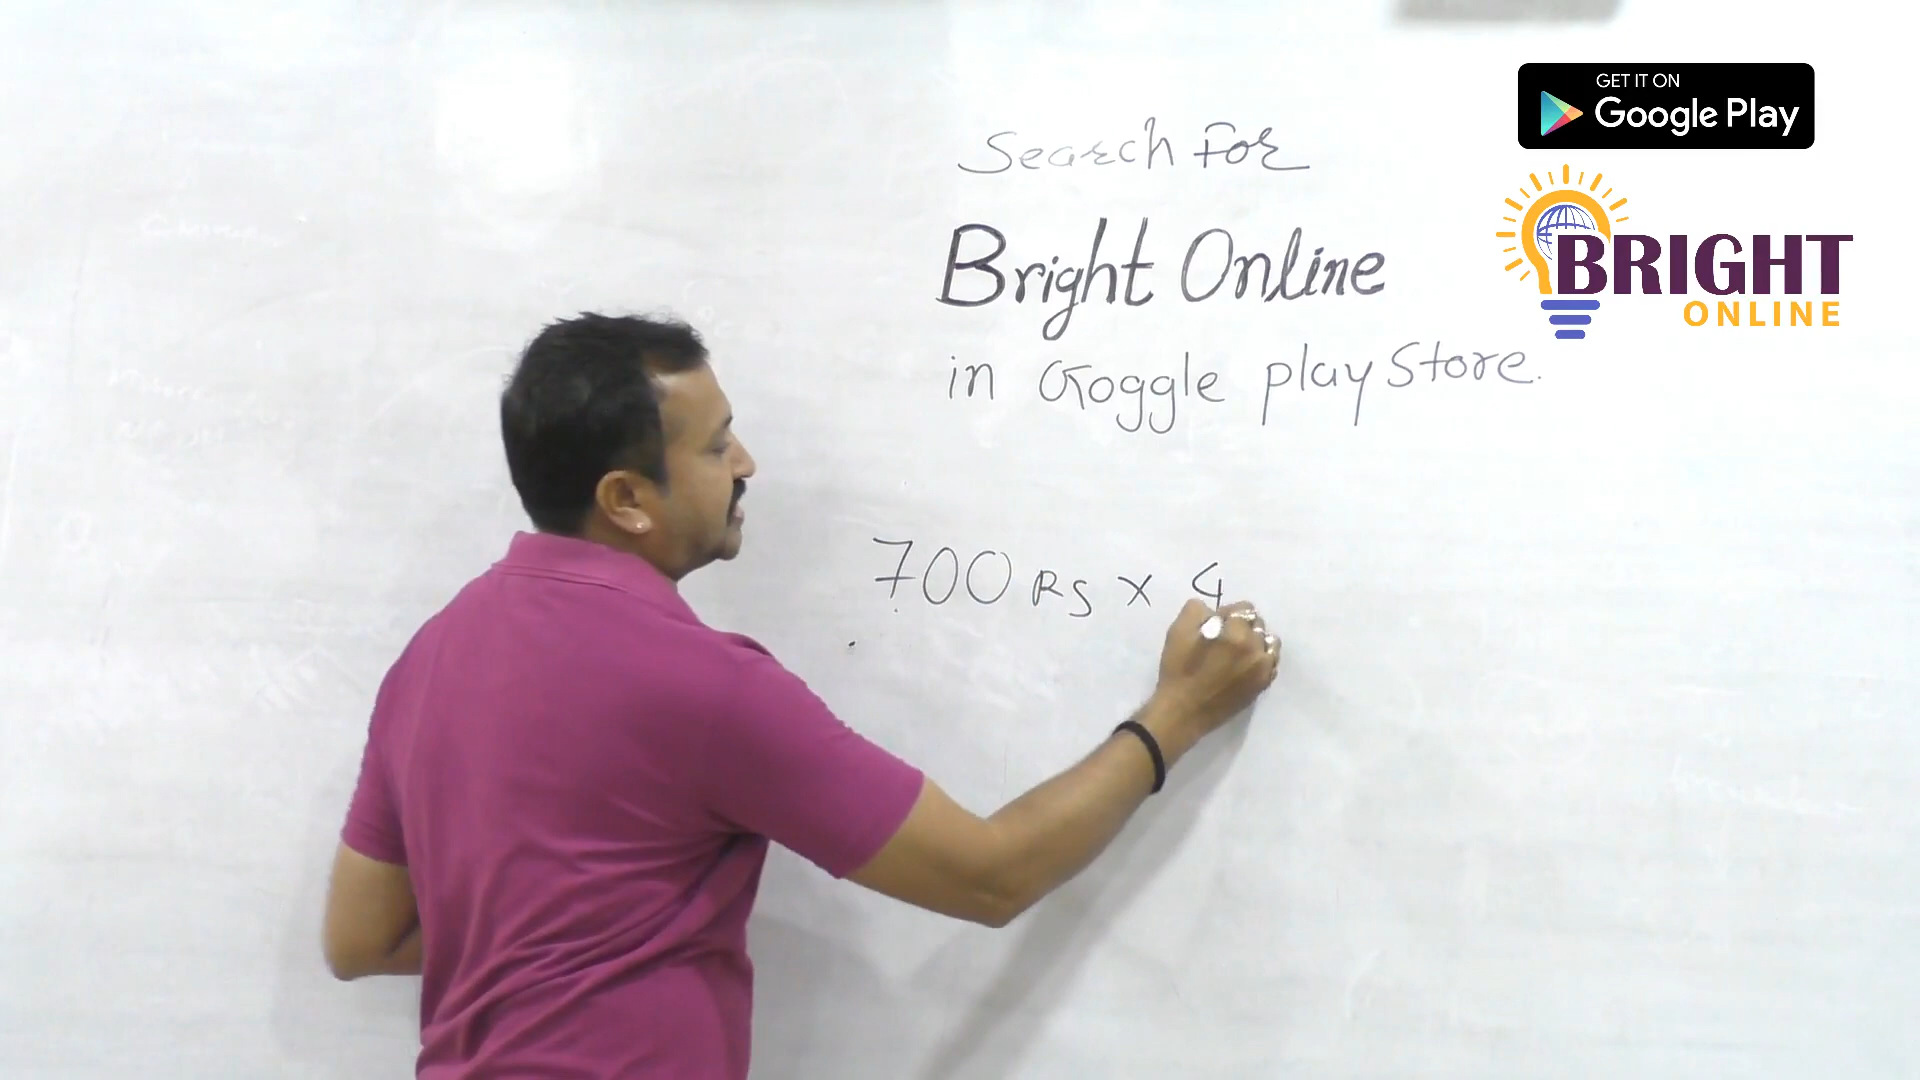 GET IT ON
Google Play
Search For
BRIGHT
ONLINE
Bright Online
in Goggle play Store.
700 RS x 4